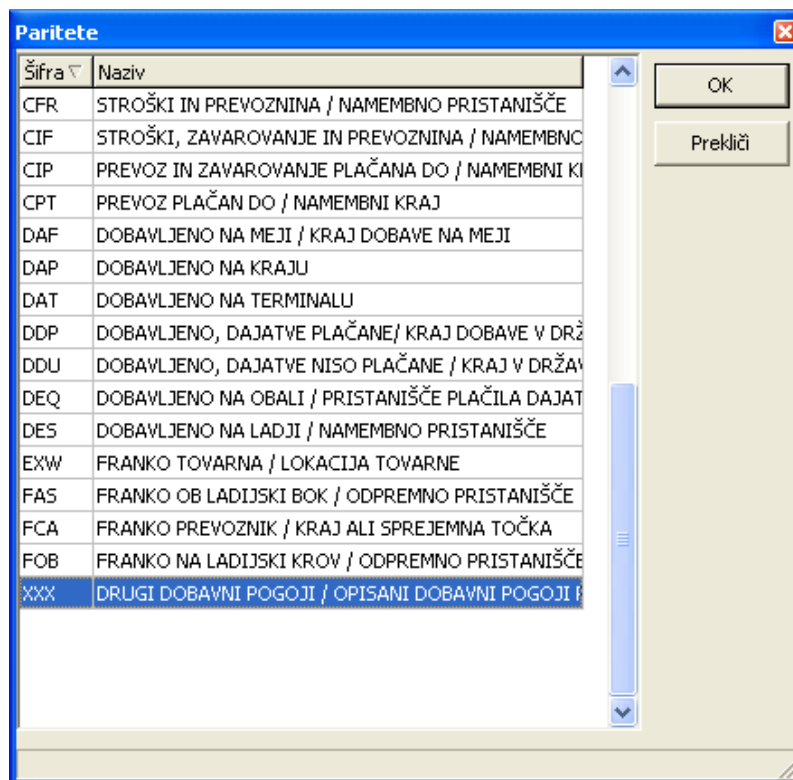 Paritete
Šifra Naziv
CFR STROŠKI IN PREVOZNINA / NAMEMBNO PRISTANIŠČE
CIF STROŠKI, ZAVAROVANJE IN PREVOZNINA / NAMEMBNO
CIP PREVOZ IN ZAVAROVANJE PLAČANA DO / NAMEMBNI
CPT PREVOZ PLAČAN DO / NAMEMBNI KRAJ
DAF DOBAVLJENO NA MEJI / KRAJ DOBAVE NA MEJI
DAP DOBAVLJENO NA KRAJU
DAT DOBAVLJENO NA TERMINALU
DDP DOBAVLJENO, DAJATVE PLAČANE/ KRAJ DOBAVE V DRŽ
DDU DOBAVLJENO, DAJATVE NISO PLAČANE / KRAJ V DRŽAV
DEQ DOBAVLJENO NA OBALI / PRISTANIŠČE PLAČILA DAJAT
DES DOBAVLJENO NA LADJI / NAMEMBNO PRISTANIŠČE
EXW FRANKO TOVARNA / LOKACIJA TOVARNE
FAS FRANKO OB LADIJSKI BOK / ODPREMNO PRISTANIŠČE
FCA FRANKO PREVOZNIK / KRAJ ALI SPREJEMNA TOČKA
FOB FRANKO NA LADIJSKI KROV / ODPREMNO PRISTANIŠČE
XXX DRUGI DOBAVNI POGOJI / OPISANI DOBAVNI POGOJI
OK
Prekliči